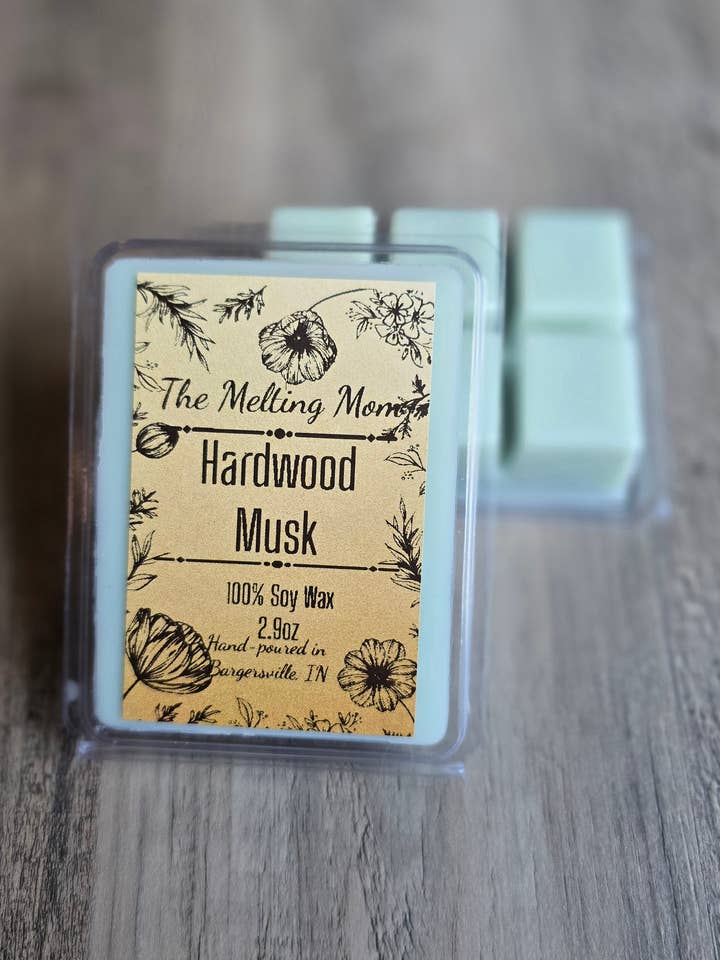 The Melting Mom
Hardwood
Musk
100% Soy Wax
2.9oz
Hand-poured in
Bargersville, IN